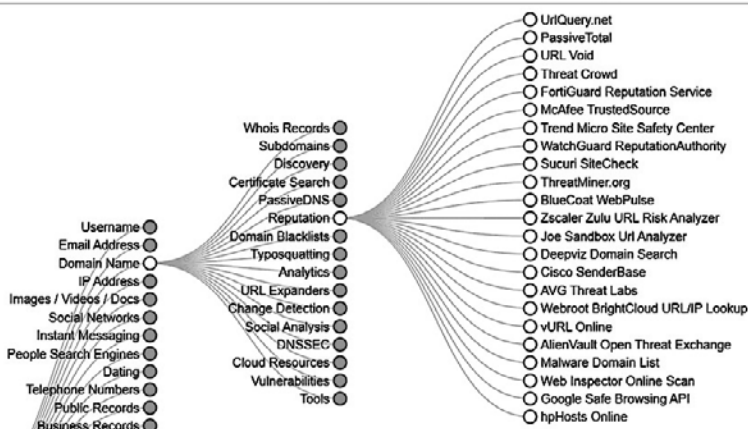 Username
Email Address
Domain Name
IP Address
Images / Videos / Docs
Social Networks
Instant Messaging
People Search Engines
Dating
Telephone Numbers
Public Records
Business Records
Whois Records
Subdomains
Discovery
Certificate Search
PassiveDNS
Reputation
Domain Blacklists
Typosquatting
Analytics
URL Expanders
Change Detection
Social Analysis
DNSSEC
Cloud Resources
Vulnerabilities
Tools
UrlQuery.net
PassiveTotal
URL Void
Threat Crowd
FortiGuard Reputation Service
McAfee TrustedSource
Trend Micro Site Safety Center
WatchGuard ReputationAuthority
Sucuri SiteCheck
ThreatMiner.org
BlueCoat WebPulse
Zscaler Zulu URL Risk Analyzer
Joe Sandbox Url Analyzer
Deepviz Domain Search
Cisco SenderBase
AVG Threat Labs
Webroot BrightCloud URL/IP Lookup
vURL Online
AlienVault Open Threat Exchange
Malware Domain List
Web Inspector Online Scan
Google Safe Browsing API
hpHosts Online